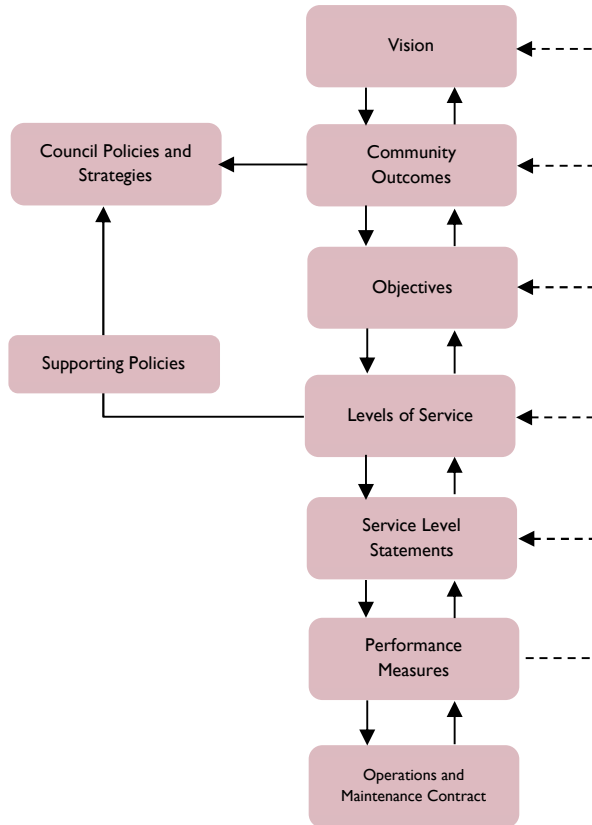 Vision
Council Policies and
Strategies
Community
Outcomes
Objectives
Supporting Policies
Levels of Service
Service Level
Statements
Performance
Measures
Operations and
Maintenance Contract